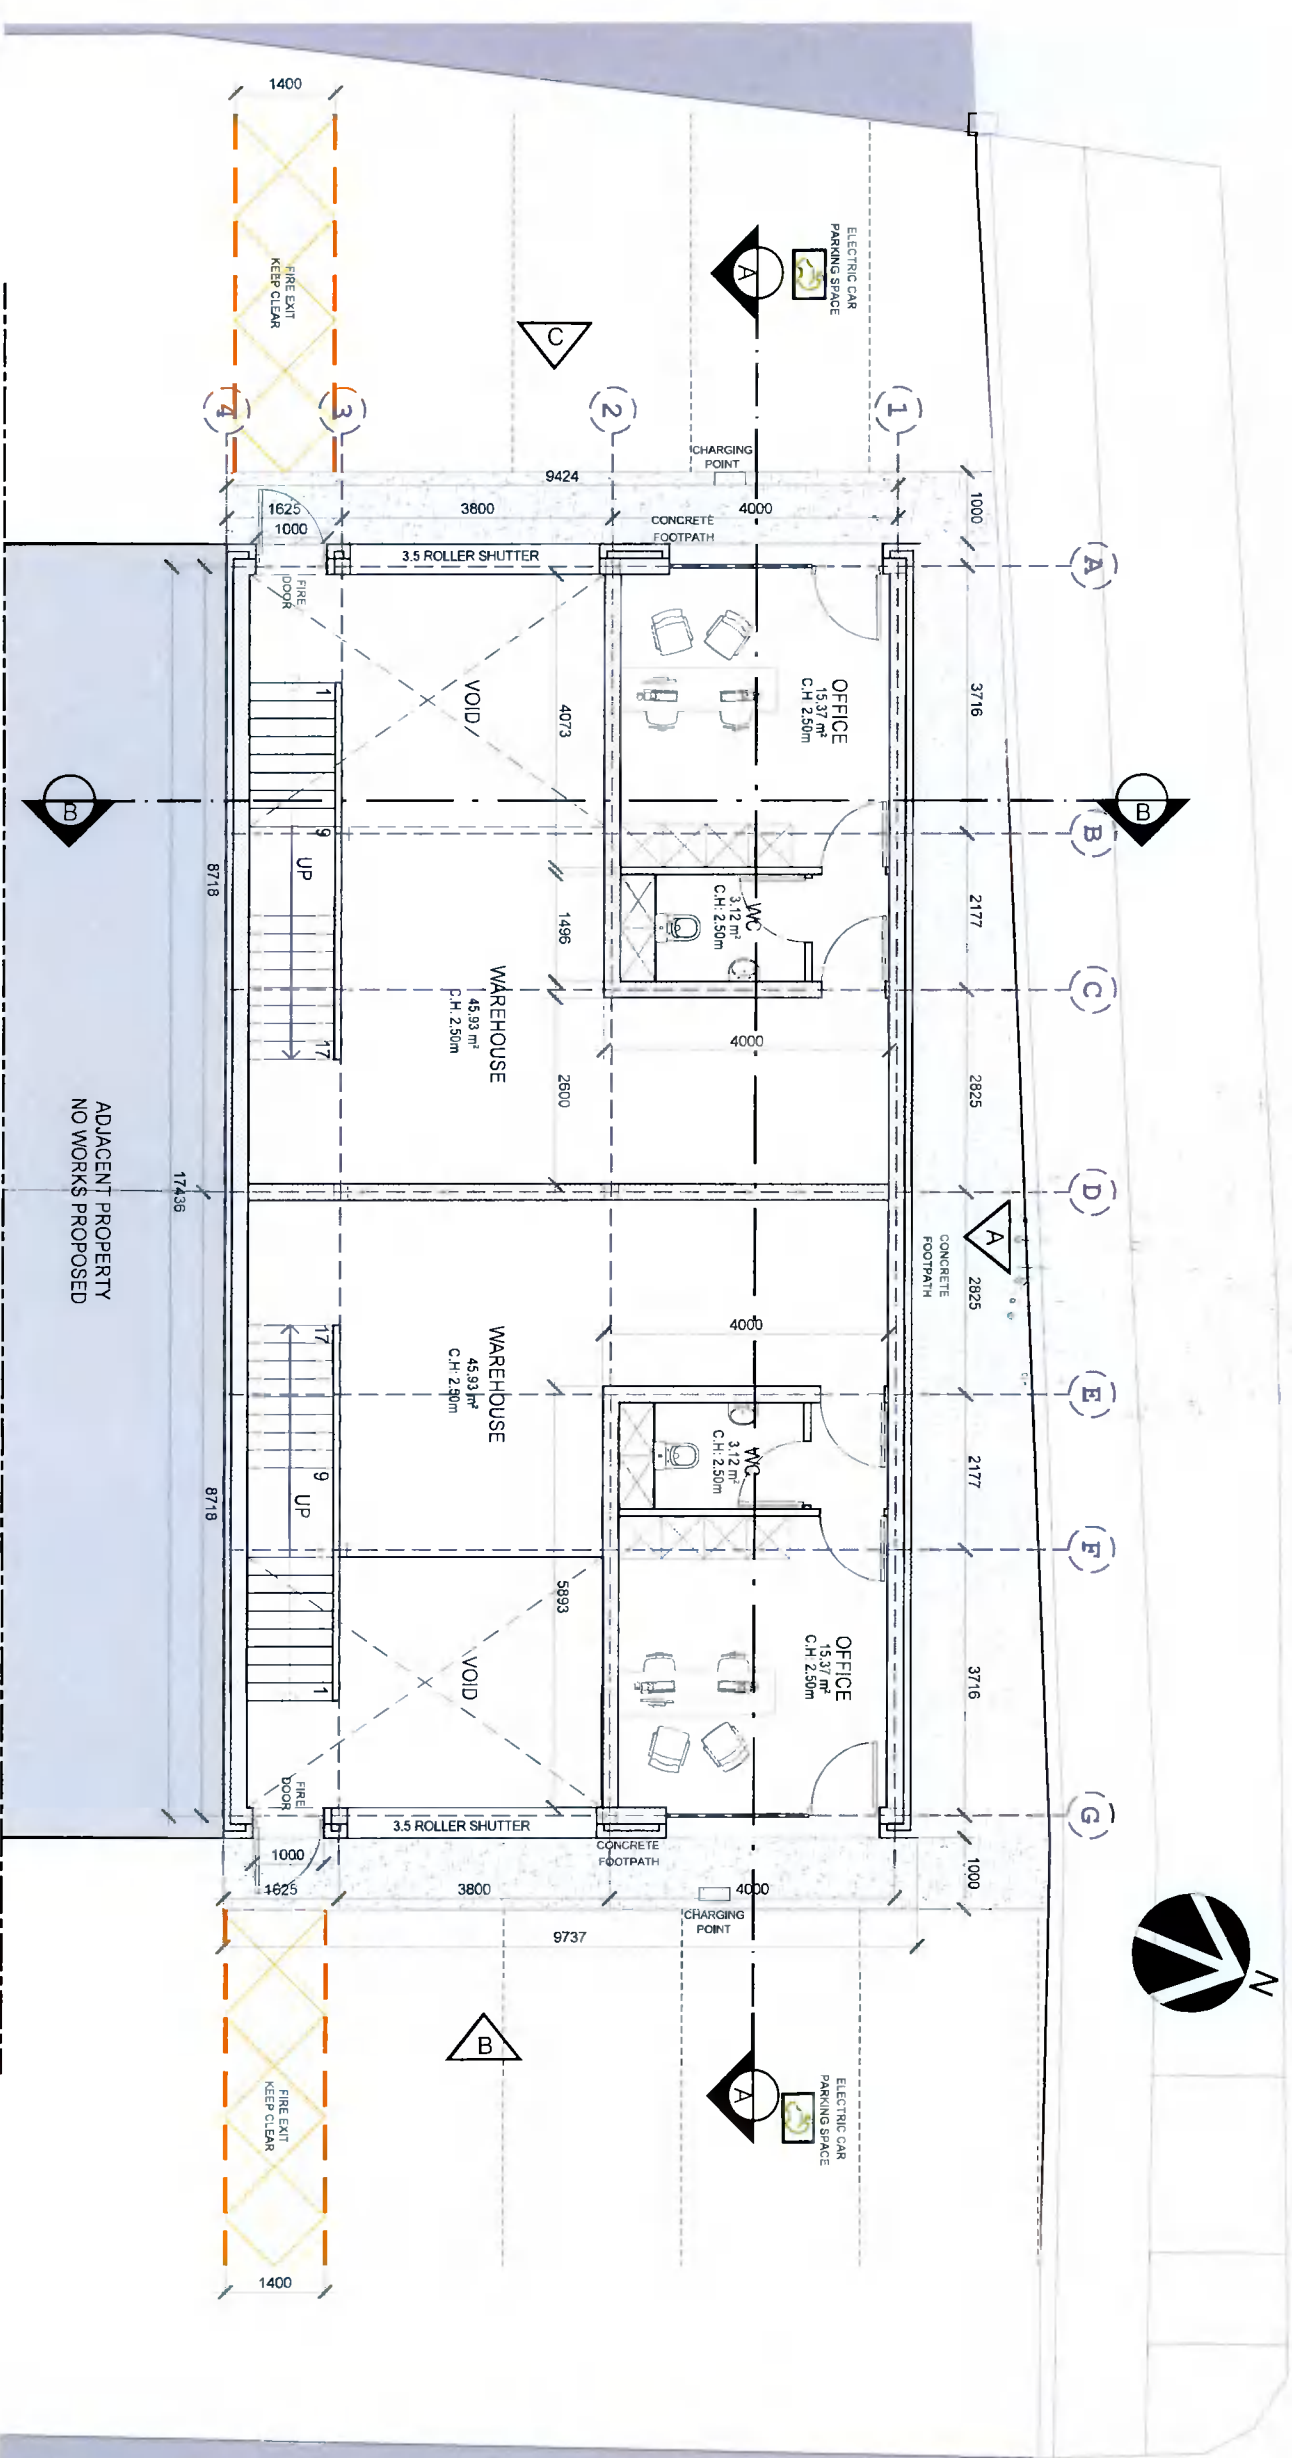 1400
FIRE EXIT
KEEP CLEAR
ELECTRIC CAR
PARKING SPACE
A
C
4
3
2
1
CHARGING
POINT
9424
1625
3800
4000
1000
1000
CONCRETE
FOOTPATH
3.5 ROLLER SHUTTER
A
FIRE
DOOR
VOID
4073
OFFICE
15.37 m²
C.H: 2.50m
3716
1
B
B
B
9
UP
8718
1496
WC
3.12 m²
C.H: 2.50m
2177
C
WAREHOUSE
45.93 m²
C.H: 2.50m
17
4000
2600
2825
ADJACENT PROPERTY
NO WORKS PROPOSED
17436
D
A
CONCRETE
FOOTPATH
2825
4000
17
WAREHOUSE
45.93 m²
C.H: 2.50m
E
WC
3.12 m²
C.H: 2.50m
2177
9
UP
8718
F
5893
VOID
OFFICE
15.37 m²
C.H: 2.50m
3716
1
FIRE
DOOR
3.5 ROLLER SHUTTER
G
CONCRETE
FOOTPATH
1000
1000
1625
3800
4000
CHARGING
POINT
9737
N
B
A
ELECTRIC CAR
PARKING SPACE
FIRE EXIT
KEEP CLEAR
1400